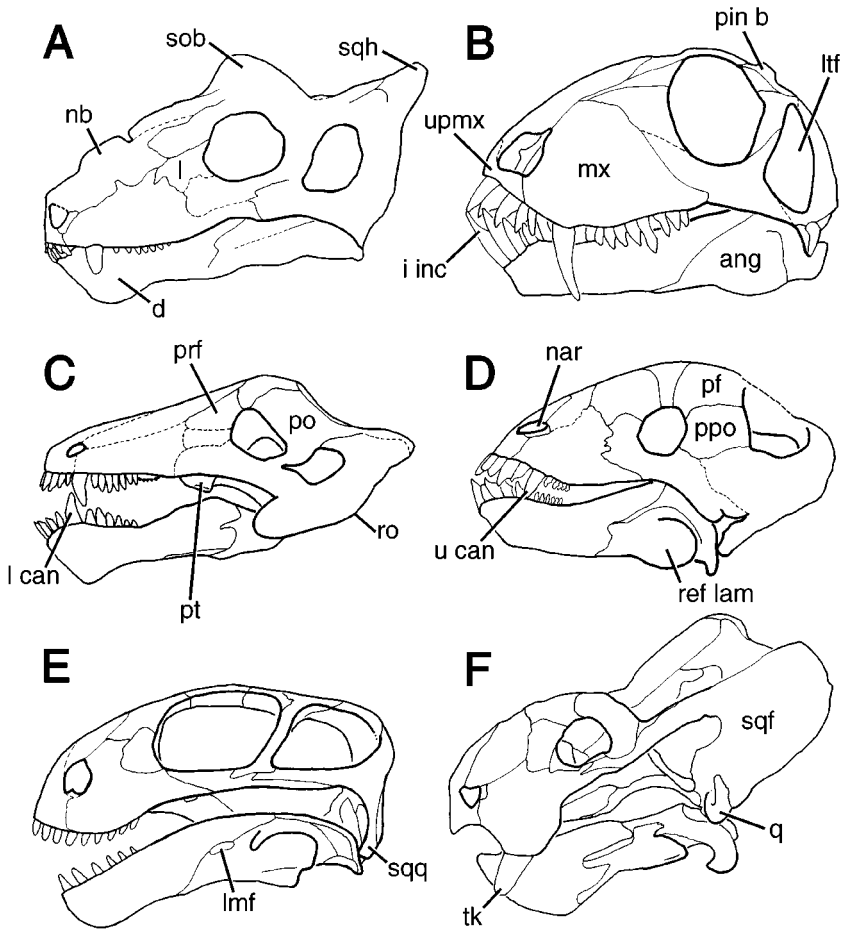 A
sob
sqh
nb
l
d
B
pin b
ltf
upmx
mx
i inc
ang
C
prf
po
l can
pt
ro
D
nar
pf
ppo
u can
ref lam
E
lmf
sqq
F
sqf
q
tk